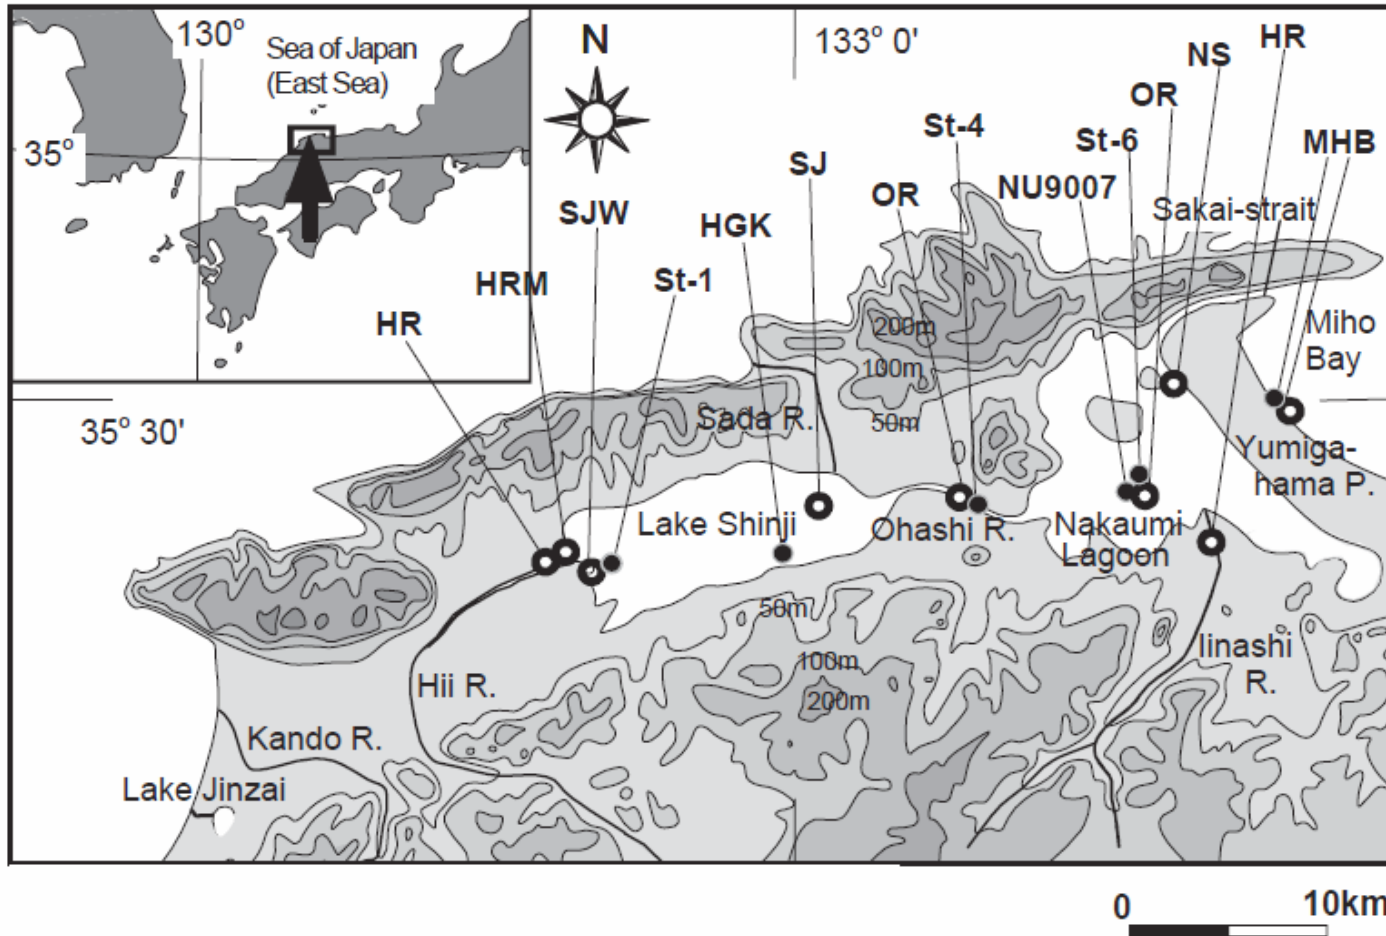 130°
Sea of Japan
(East Sea)
35°
N
133° 0'
HR
NS
OR
St-4
St-6
MHB
SJ
OR
NU9007
Sakai-strait
SJW
HGK
HRM
St-1
HR
200m
Miho
Bay
100m
35° 30'
Sada R.
50m
Yumiga-
hama P.
Lake Shinji
Ohashi R.
Nakaumi
Lagoon
50m
100m
Iinashi
R.
Hii R.
200m
Kando R.
Lake Jinzai
0
10km